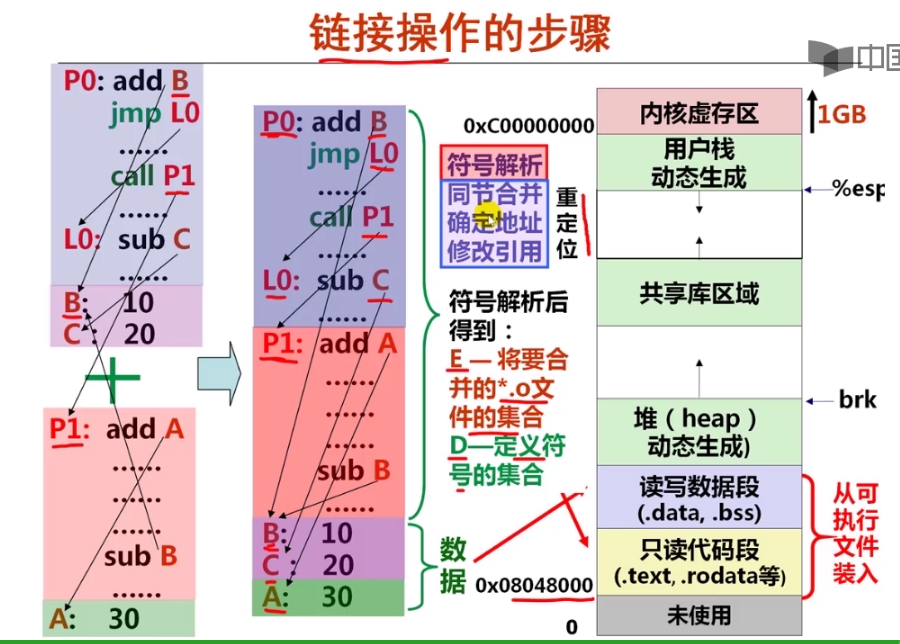 链接操作的步骤
中国
P0: add B
jmp L0
......
call P1
......
L0: sub C
......
B: 10
C: 20
+
P1: add A
......
......
......
sub B
......
A: 30
P0: add B
jmp L0
......
call P1
......
L0: sub C
......
P1: add A
......
......
......
sub B
......
B: 10
C: 20
A: 30
数据
符号解析
同节合并
确定地址
修改引用
重定位
符号解析后
得到：
E — 将要合
并的*.o文
件的集合
D—定义符
号的集合
0xC00000000
内核虚存区
1GB
用户栈
动态生成
%esp
共享库区域
brk
堆（heap）
动态生成)
读写数据段
(.data, .bss)
只读代码段
(.text, .rodata等)
0x08048000
未使用
0
从可
执行
文件
装入